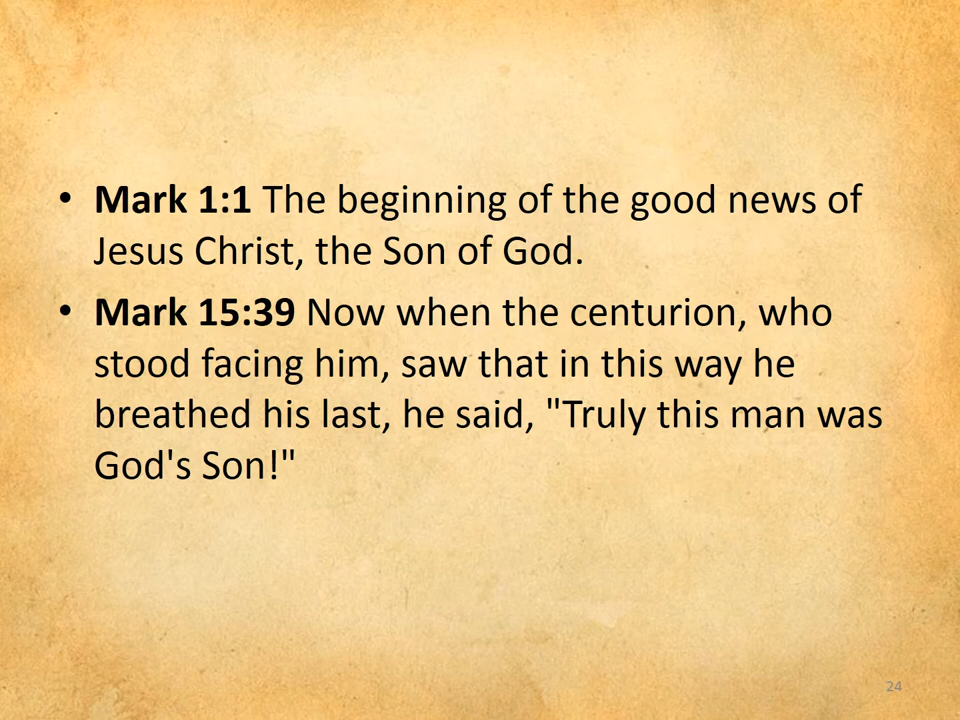 • Mark 1:1 The beginning of the good news of
Jesus Christ, the Son of God.
• Mark 15:39 Now when the centurion, who
stood facing him, saw that in this way he
breathed his last, he said, "Truly this man was
God's Son!"
24